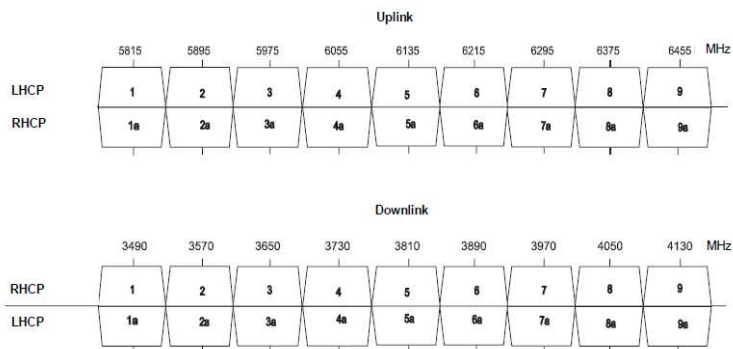 Uplink
5815 5895 5975 6055 6135 6215 6295 6375 6455 MHz
LHCP 1 2 3 4 5 6 7 8 9
RHCP 1a 2a 3a 4a 5a 6a 7a 8a 9a
Downlink
3490 3570 3650 3730 3810 3890 3970 4050 4130 MHz
RHCP 1 2 3 4 5 6 7 8 9
LHCP 1a 2a 3a 4a 5a 6a 7a 8a 9a